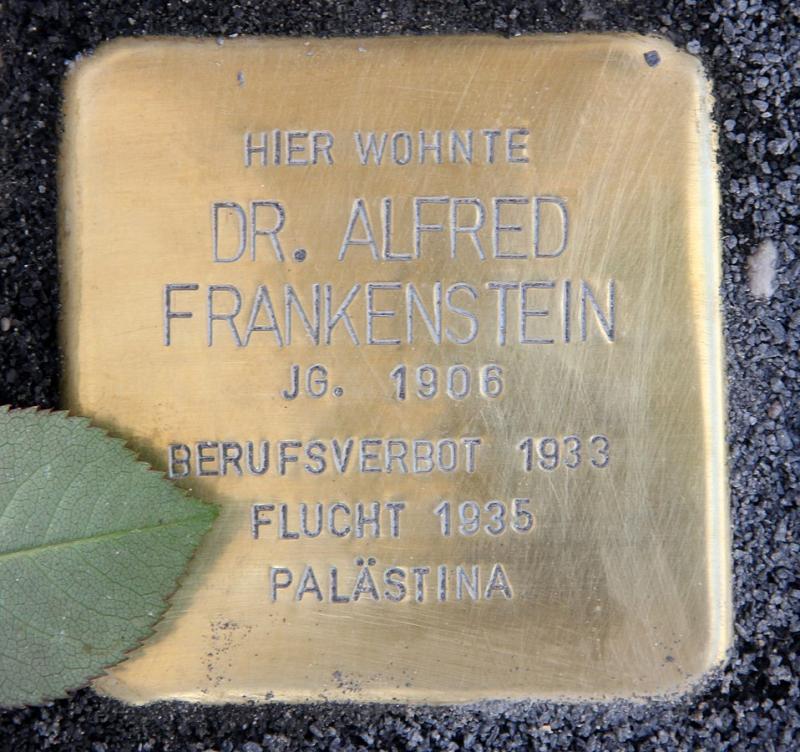 HIER WOHNTE
DR. ALFRED
FRANKENSTEIN
JG. 1906
BERUFSVERBOT 1933
FLUCHT 1935
PALÄSTINA